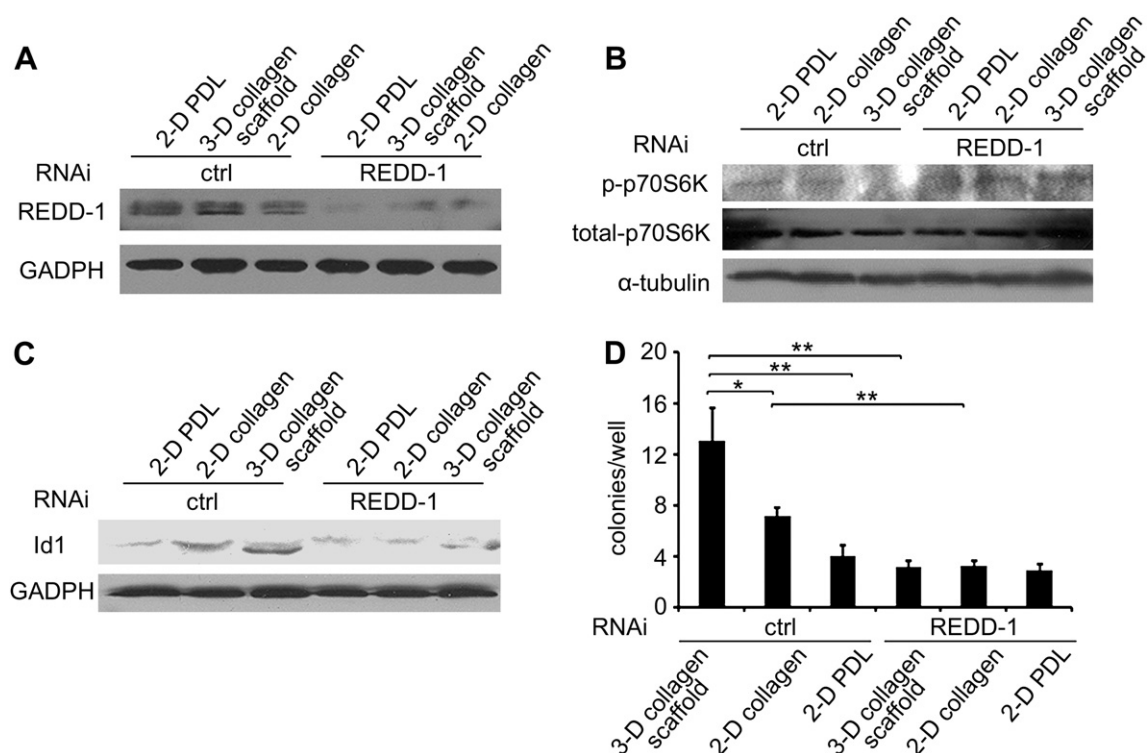 A
2-D PDL
3-D collagen
scaffold
2-D collagen
RNAi
ctrl
REDD-1
2-D PDL
3-D collagen
scaffold
2-D collagen
REDD-1
GADPH
B
2-D PDL
2-D collagen
3-D collagen
scaffold
2-D PDL
2-D collagen
3-D collagen
scaffold
RNAi
ctrl
REDD-1
p-p70S6K
total-p70S6K
α-tubulin
C
2-D PDL
2-D collagen
3-D collagen
scaffold
2-D PDL
2-D collagen
3-D collagen
scaffold
RNAi
ctrl
REDD-1
Id1
GADPH
D
20
16
12
8
4
0
colonies/well
**
**
*
**
RNAi
ctrl
REDD-1
3-D collagen
scaffold
2-D collagen
2-D PDL
3-D collagen
scaffold
2-D collagen
2-D PDL